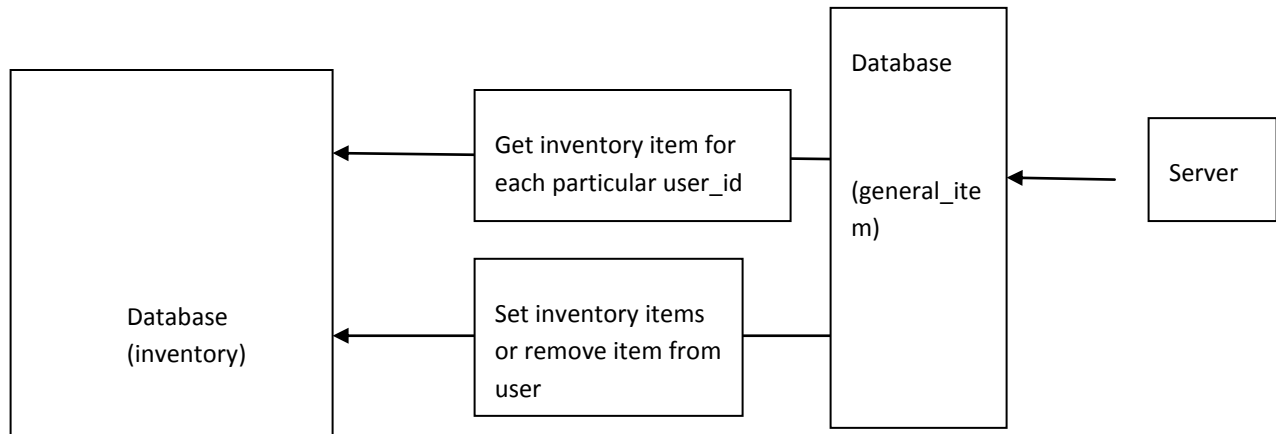 Database
(inventory)
Get inventory item for
each particular user_id
Set inventory items
or remove item from
user
Database
(general_ite
m)
Server